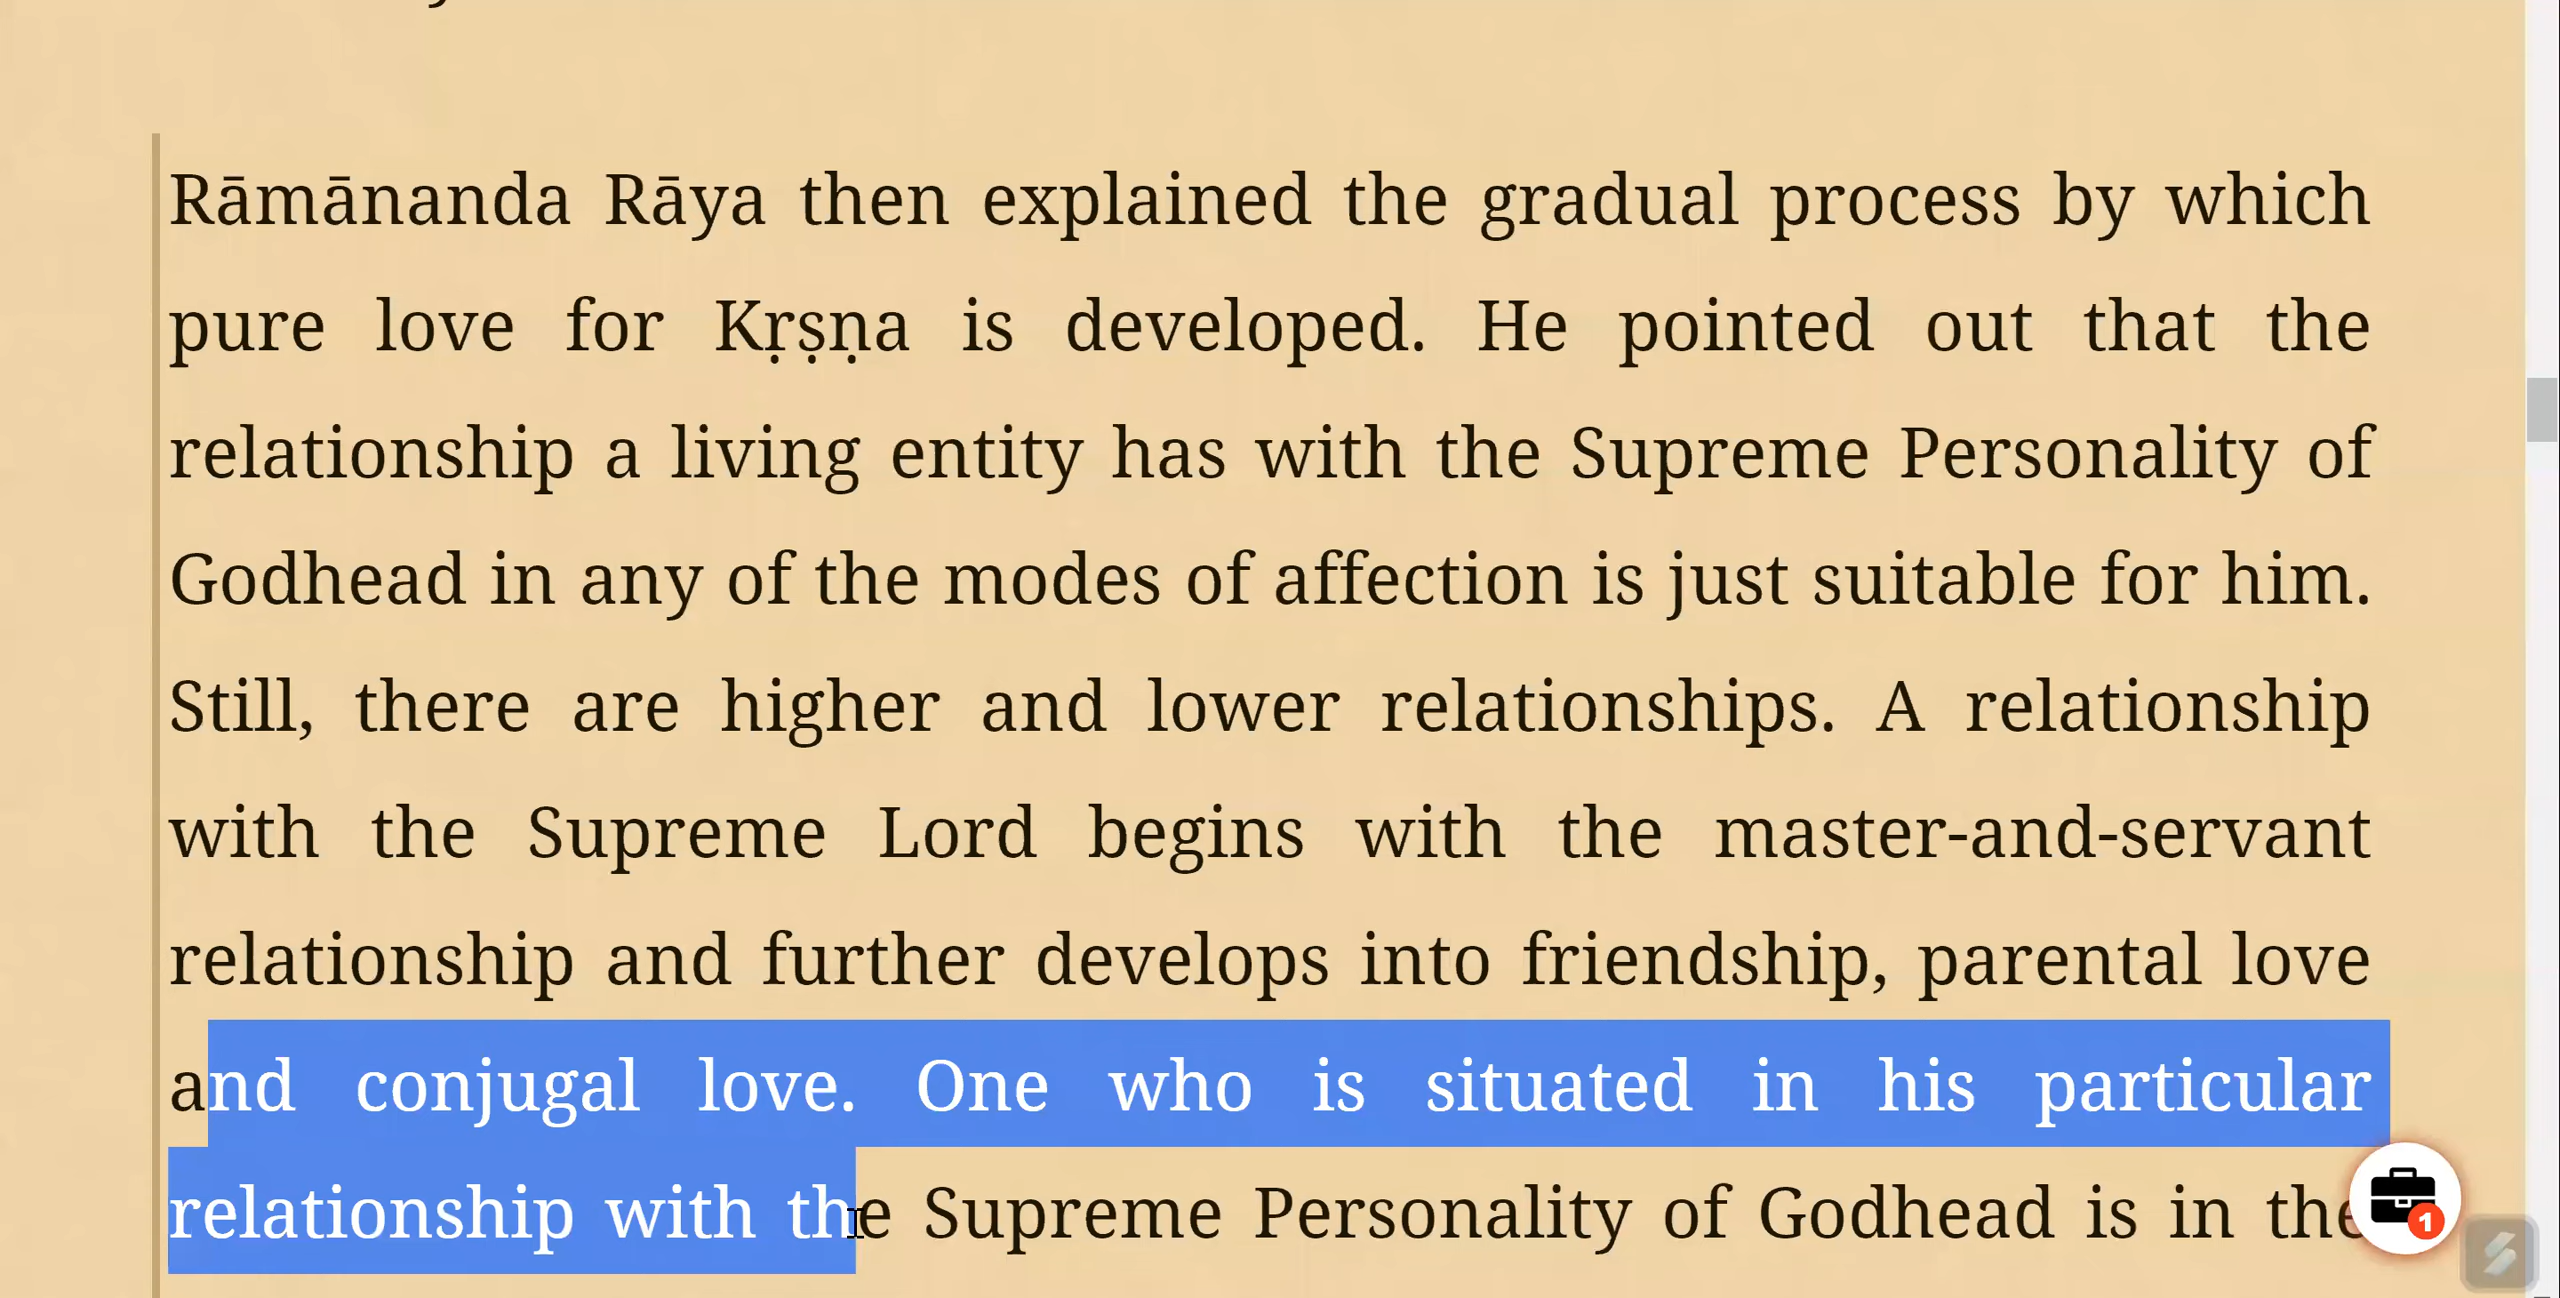 Rāmānanda Rāya then explained the gradual process by which
pure love for Kṛṣṇa is developed. He pointed out that the
relationship a living entity has with the Supreme Personality of
Godhead in any of the modes of affection is just suitable for him.
Still, there are higher and lower relationships. A relationship
with the Supreme Lord begins with the master-and-servant
relationship and further develops into friendship, parental love
and conjugal love. One who is situated in his particular
relationship with the Supreme Personality of Godhead is in the
1